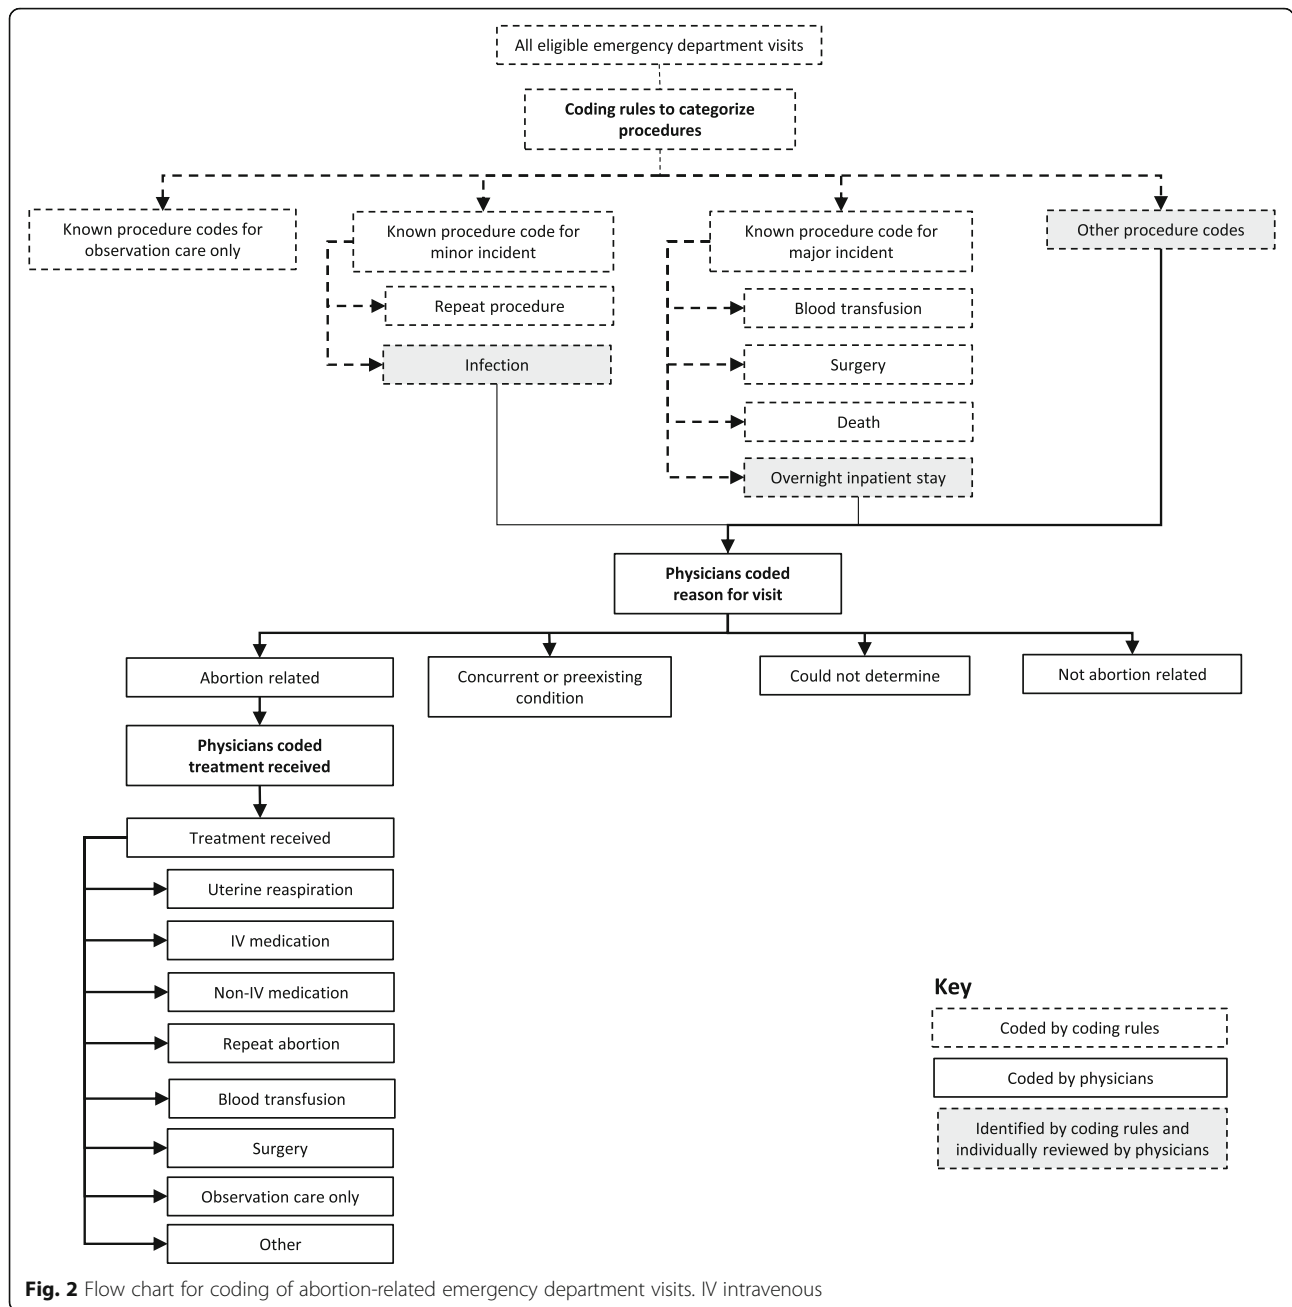 All eligible emergency department visits
Coding rules to categorize
procedures
Known procedure codes for
observation care only
Known procedure code for
minor incident
Known procedure code for
major incident
Other procedure codes
Repeat procedure
Infection
Blood transfusion
Surgery
Death
Overnight inpatient stay
Physicians coded
reason for visit
Abortion related
Concurrent or preexisting
condition
Could not determine
Not abortion related
Physicians coded
treatment received
Treatment received
Uterine reaspiration
IV medication
Non-IV medication
Repeat abortion
Blood transfusion
Surgery
Observation care only
Other
Key
Coded by coding rules
Coded by physicians
Identified by coding rules and
individually reviewed by physicians
Fig. 2 Flow chart for coding of abortion-related emergency department visits. IV intravenous